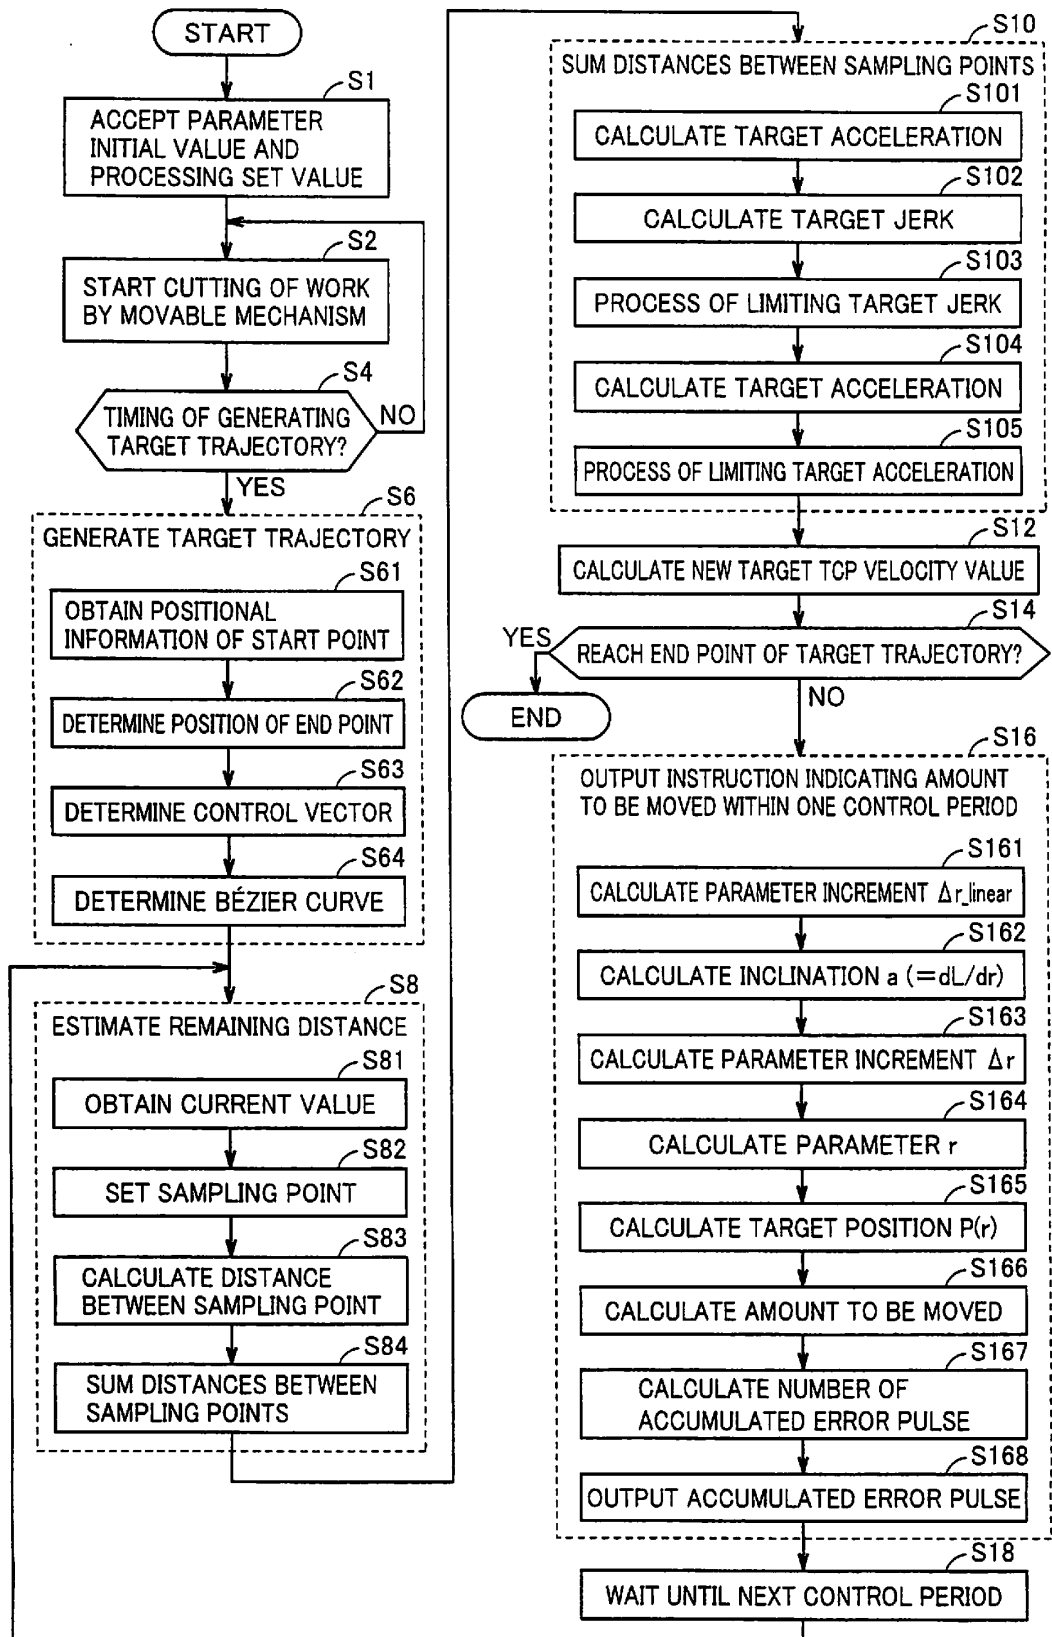 START
S1
ACCEPT PARAMETER
INITIAL VALUE AND
PROCESSING SET VALUE
S2
START CUTTING OF WORK
BY MOVABLE MECHANISM
S4
TIMING OF GENERATING
TARGET TRAJECTORY?
NO
YES
S6
GENERATE TARGET TRAJECTORY
S61
OBTAIN POSITIONAL
INFORMATION OF START POINT
S62
DETERMINE POSITION OF END POINT
S63
DETERMINE CONTROL VECTOR
S64
DETERMINE BÉZIER CURVE
S8
ESTIMATE REMAINING DISTANCE
S81
OBTAIN CURRENT VALUE
S82
SET SAMPLING POINT
S83
CALCULATE DISTANCE
BETWEEN SAMPLING POINT
S84
SUM DISTANCES BETWEEN
SAMPLING POINTS
S10
SUM DISTANCES BETWEEN SAMPLING POINTS
S101
CALCULATE TARGET ACCELERATION
S102
CALCULATE TARGET JERK
S103
PROCESS OF LIMITING TARGET JERK
S104
CALCULATE TARGET ACCELERATION
S105
PROCESS OF LIMITING TARGET ACCELERATION
S12
CALCULATE NEW TARGET TCP VELOCITY VALUE
S14
REACH END POINT OF TARGET TRAJECTORY?
YES
END
NO
S16
OUTPUT INSTRUCTION INDICATING AMOUNT
TO BE MOVED WITHIN ONE CONTROL PERIOD
S161
CALCULATE PARAMETER INCREMENT Δr_linear
S162
CALCULATE INCLINATION a (=dL/dr)
S163
CALCULATE PARAMETER INCREMENT Δr
S164
CALCULATE PARAMETER r
S165
CALCULATE TARGET POSITION P(r)
S166
CALCULATE AMOUNT TO BE MOVED
S167
CALCULATE NUMBER OF
ACCUMULATED ERROR PULSE
S168
OUTPUT ACCUMULATED ERROR PULSE
S18
WAIT UNTIL NEXT CONTROL PERIOD